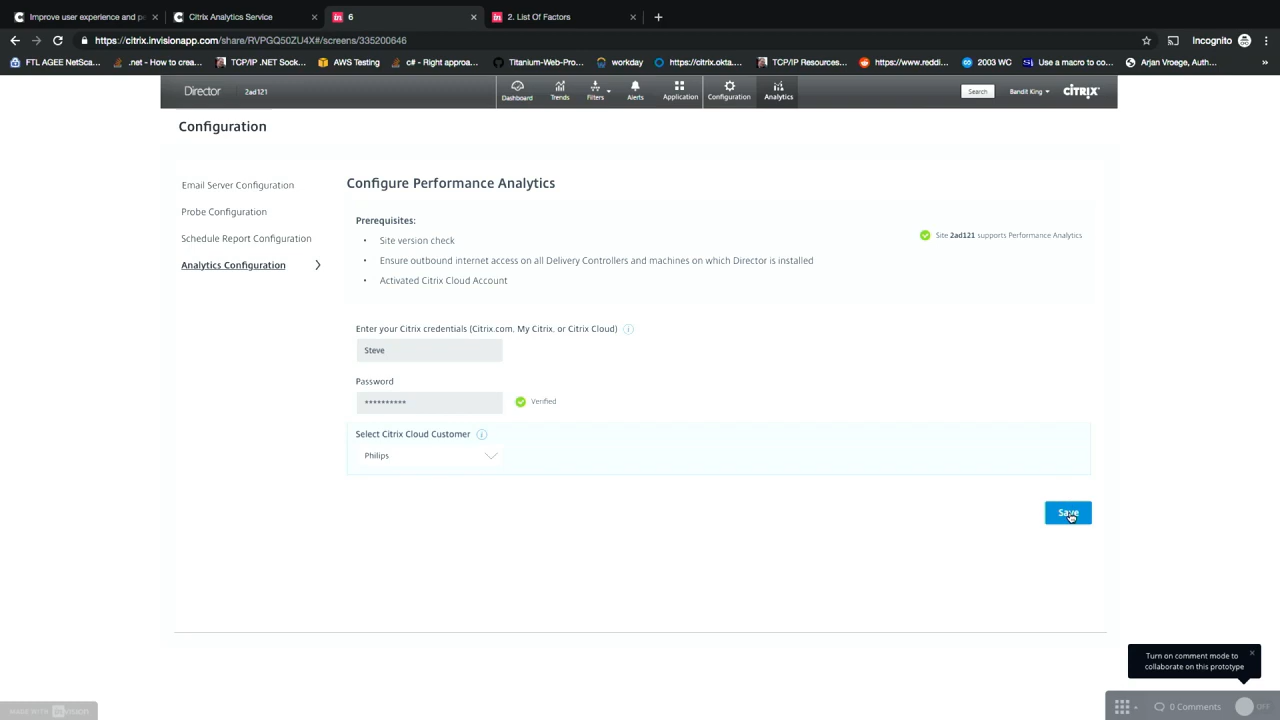 Improve user experience and p
Citrix Analytics Service
6
2. List Of Factors
https://citrix.invisionapp.com/share/RVPGQ50ZU4X#/screens/335200646
Incognito
FTL AGEE NetSca...
.net - How to crea...
TCP/IP .NET Sock...
AWS Testing
c# - Right approa...
Titanium-Web-Pro...
workday
https://citrix.okta....
TCP/IP Resources...
https://www.reddi...
2003 WC
Use a macro to co...
Arjan Vroege, Auth...
Director
2ad121
Dashboard
Trends
Filters
Alerts
Application
Configuration
Analytics
Search
Bandit King
CITRIX
Configuration
Email Server Configuration
Probe Configuration
Schedule Report Configuration
Analytics Configuration
Configure Performance Analytics
Prerequisites:
• Site version check
• Ensure outbound internet access on all Delivery Controllers and machines on which Director is installed
• Activated Citrix Cloud Account
Site 2ad121 supports Performance Analytics
Enter your Citrix credentials (Citrix.com, My Citrix, or Citrix Cloud)
Steve
Password
**********
Verified
Select Citrix Cloud Customer
Philips
Save
Turn on comment mode to
collaborate on this prototype
0 Comments
OFF
MADE WITH invision